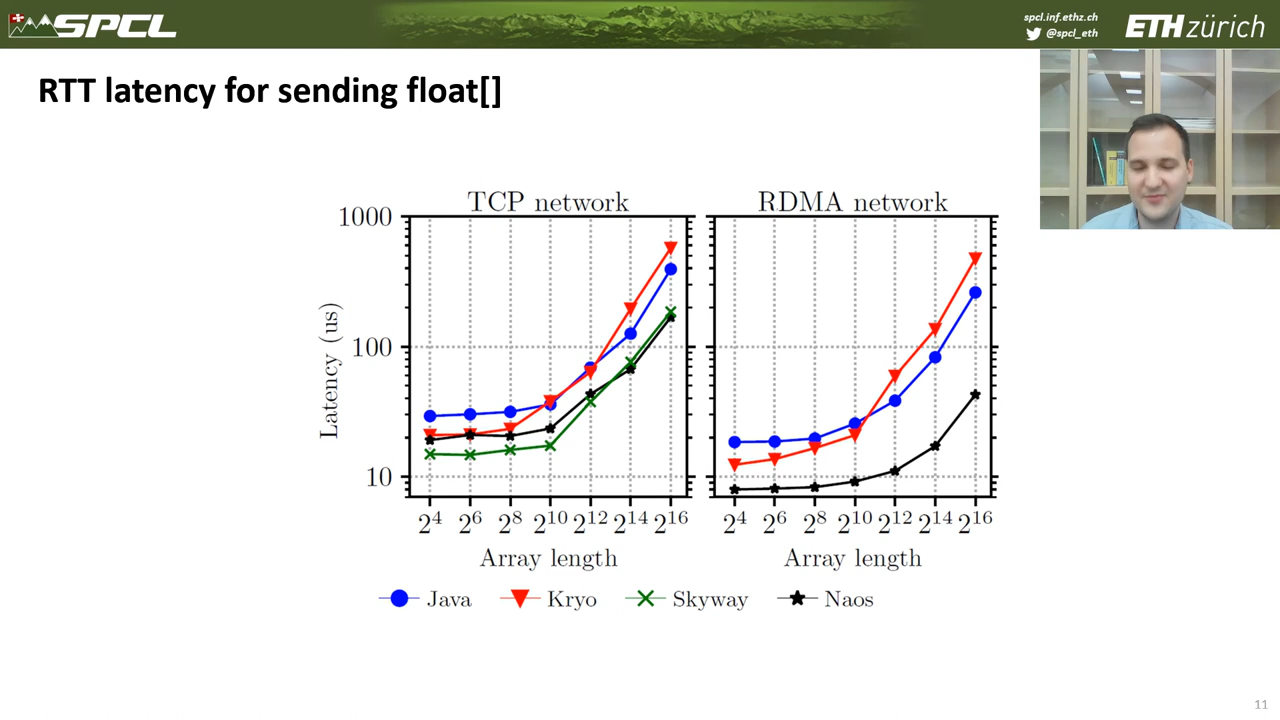 SPCL
spcl.inf.ethz.ch
@spcl_eth
ETH zürich
RTT latency for sending float[]
TCP network
RDMA network
Latency (us)
1000
100
10
2^4 2^6 2^8 2^10 2^12 2^14 2^16
2^4 2^6 2^8 2^10 2^12 2^14 2^16
Array length
Array length
Java Kryo Skyway Naos
11